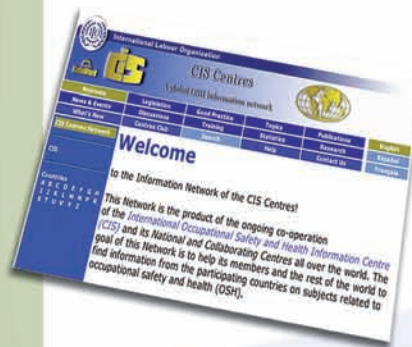 International Labour Organization
CIS
CIS Centres
a global OSH information network
Welcome
News & Events
What's New
CIS Centres Network
CIS
Countries
A B C D E F G H
I J K L M N P R
S T U V Y Z
Legislation
Good Practice
Topics
Publications
Discussions
Training
Statistics
Research
Centres Club
Search
Help
Contact Us
English
Español
Français
Welcome
to the Information Network of the CIS Centres!
This Network is the product of the ongoing co-operation
of the International Occupational Safety and Health Information Centre
(CIS) and its National and Collaborating Centres all over the world. The
goal of this Network is to help its members and the rest of the world to
find information from the participating countries on subjects related to
occupational safety and health (OSH).